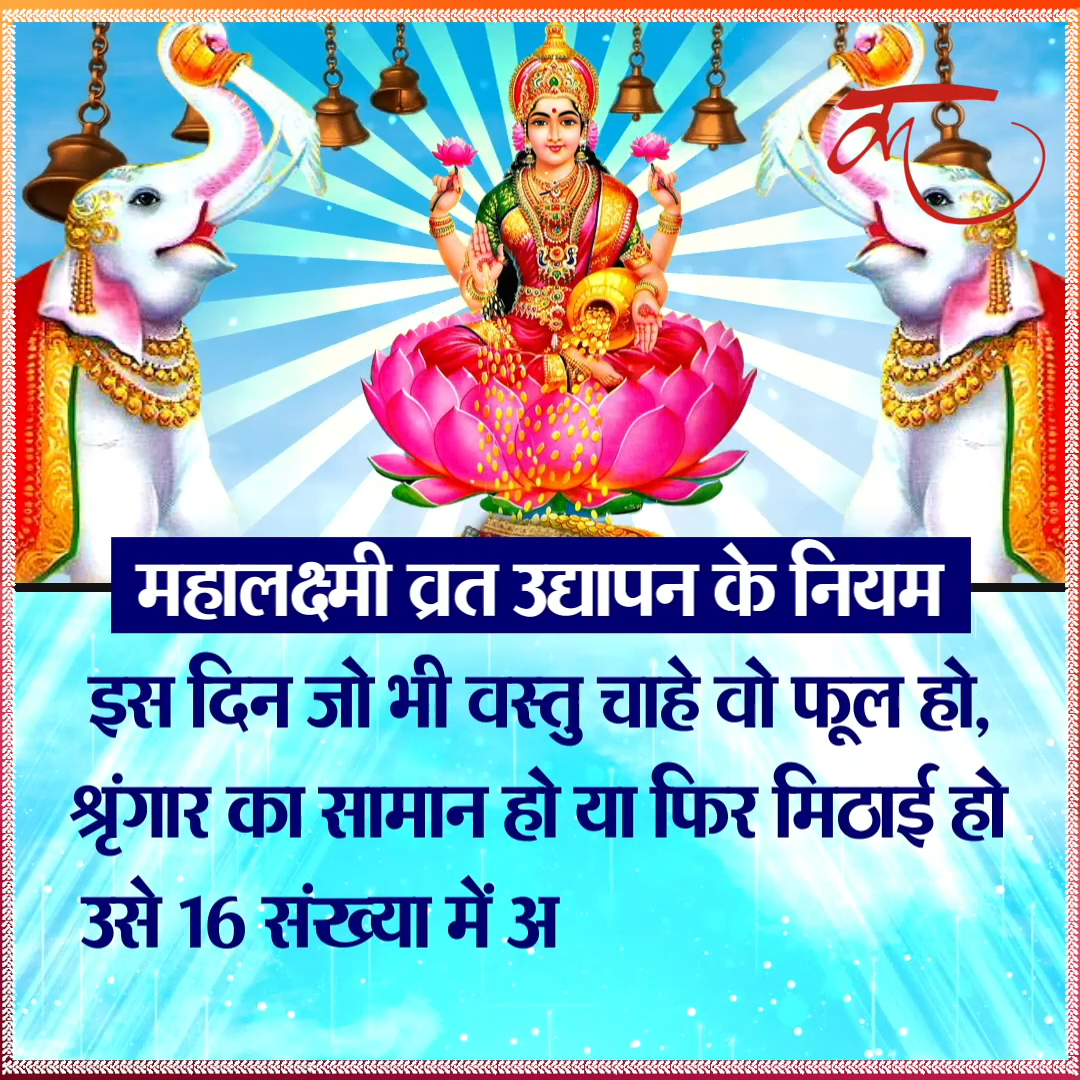 महालक्ष्मी व्रत उद्यापन के नियम
इस दिन जो भी वस्तु चाहे वो फूल हो,
श्रृंगार का सामान हो या फिर मिठाई हो
उसे 16 संख्या में अ